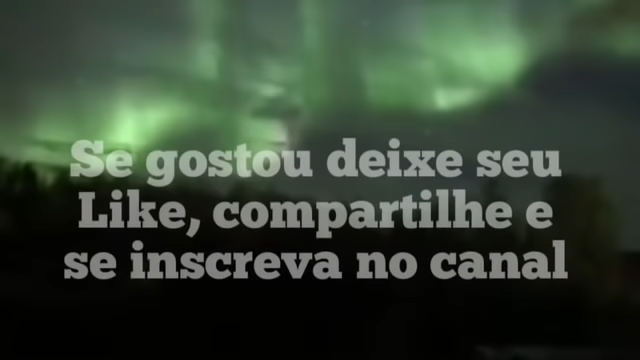 Se gostou deixe seu
Like, compartilhe e
se inscreva no canal